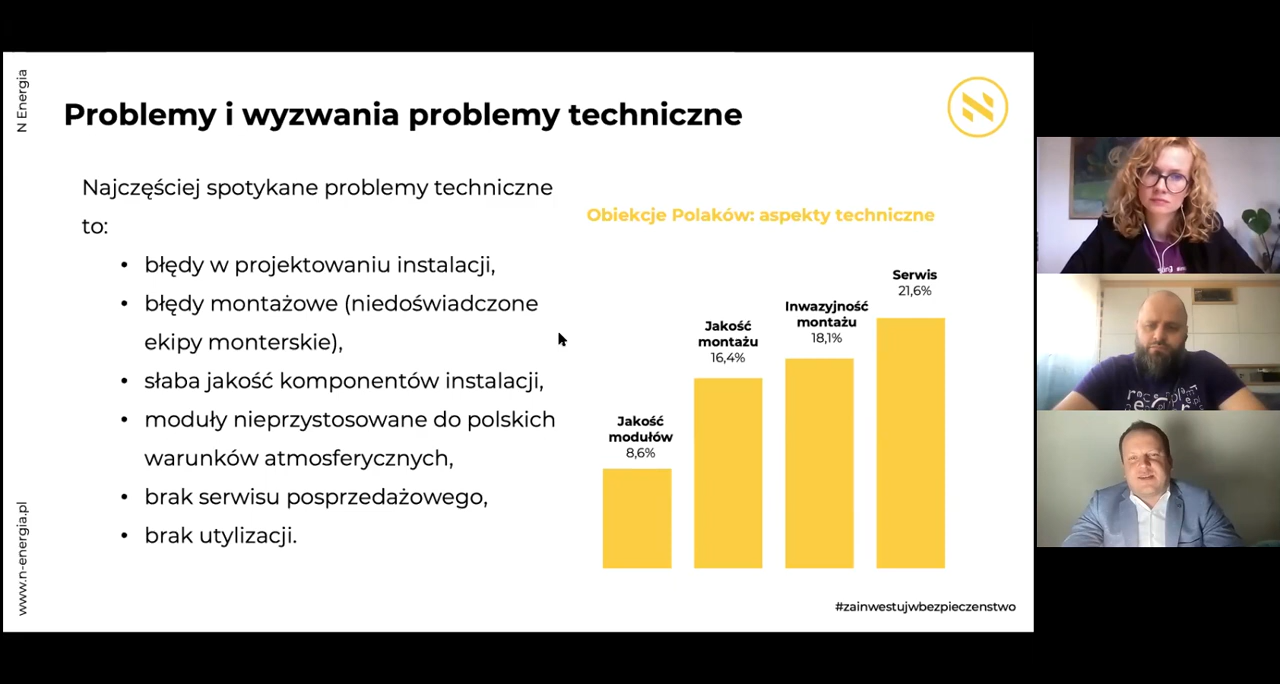 N Energia
Problemy i wyzwania problemy techniczne
Najczęściej spotykane problemy techniczne
to:
• błędy w projektowaniu instalacji,
• błędy montażowe (niedoświadczone
ekipy monterskie),
• słaba jakość komponentów instalacji,
• moduły nieprzystosowane do polskich
warunków atmosferycznych,
• brak serwisu posprzedażowego,
• brak utylizacji.
Obiekcje Polaków: aspekty techniczne
Jakość
modułów
8,6%
Jakość
montażu
16,4%
Inwazyjność
montażu
18,1%
Serwis
21,6%
www.n-energia.pl
#zainwestujwbezpieczenstwo